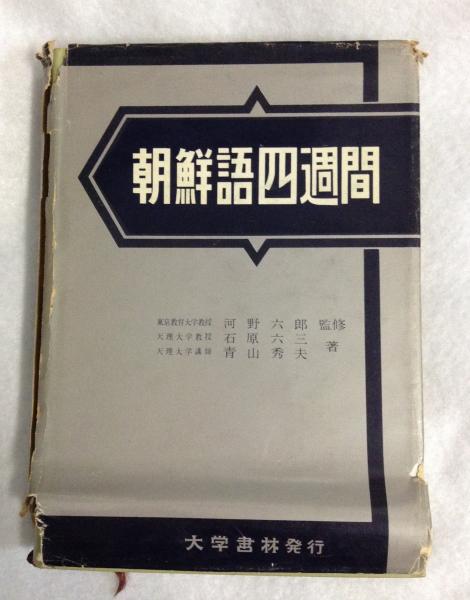 朝鮮語四週間
東京教育大学教授 河野六郎 監修
天理大学教授 石原六三
天理大学講師 青山秀夫 著
大学書林発行